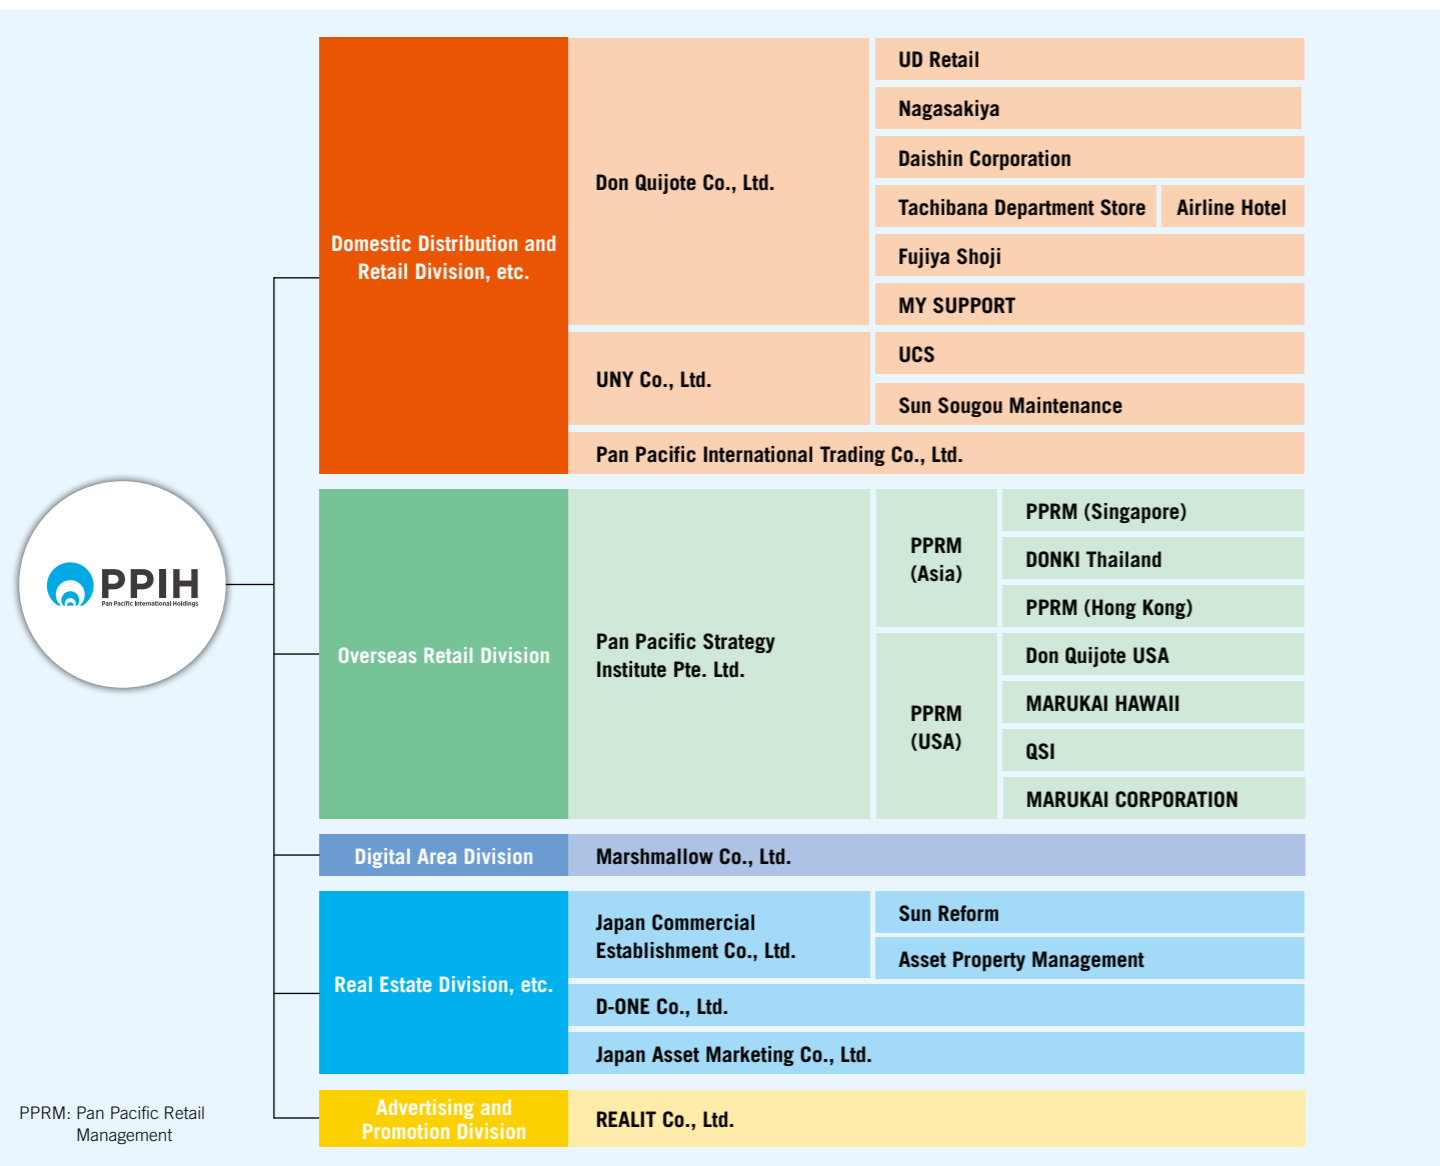 PPIH
Pan Pacific International Holdings
PPRM: Pan Pacific Retail
Management
Domestic Distribution and
Retail Division, etc.
Don Quijote Co., Ltd.
UD Retail
Nagasakiya
Daishin Corporation
Tachibana Department Store
Airline Hotel
Fujiya Shoji
MY SUPPORT
UNY Co., Ltd.
UCS
Sun Sougou Maintenance
Pan Pacific International Trading Co., Ltd.
Overseas Retail Division
Pan Pacific Strategy
Institute Pte. Ltd.
PPRM
(Asia)
PPRM (Singapore)
DONKI Thailand
PPRM (Hong Kong)
PPRM
(USA)
Don Quijote USA
MARUKAI HAWAII
QSI
MARUKAI CORPORATION
Digital Area Division
Marshmallow Co., Ltd.
Real Estate Division, etc.
Japan Commercial
Establishment Co., Ltd.
Sun Reform
Asset Property Management
D-ONE Co., Ltd.
Japan Asset Marketing Co., Ltd.
Advertising and
Promotion Division
REALIT Co., Ltd.